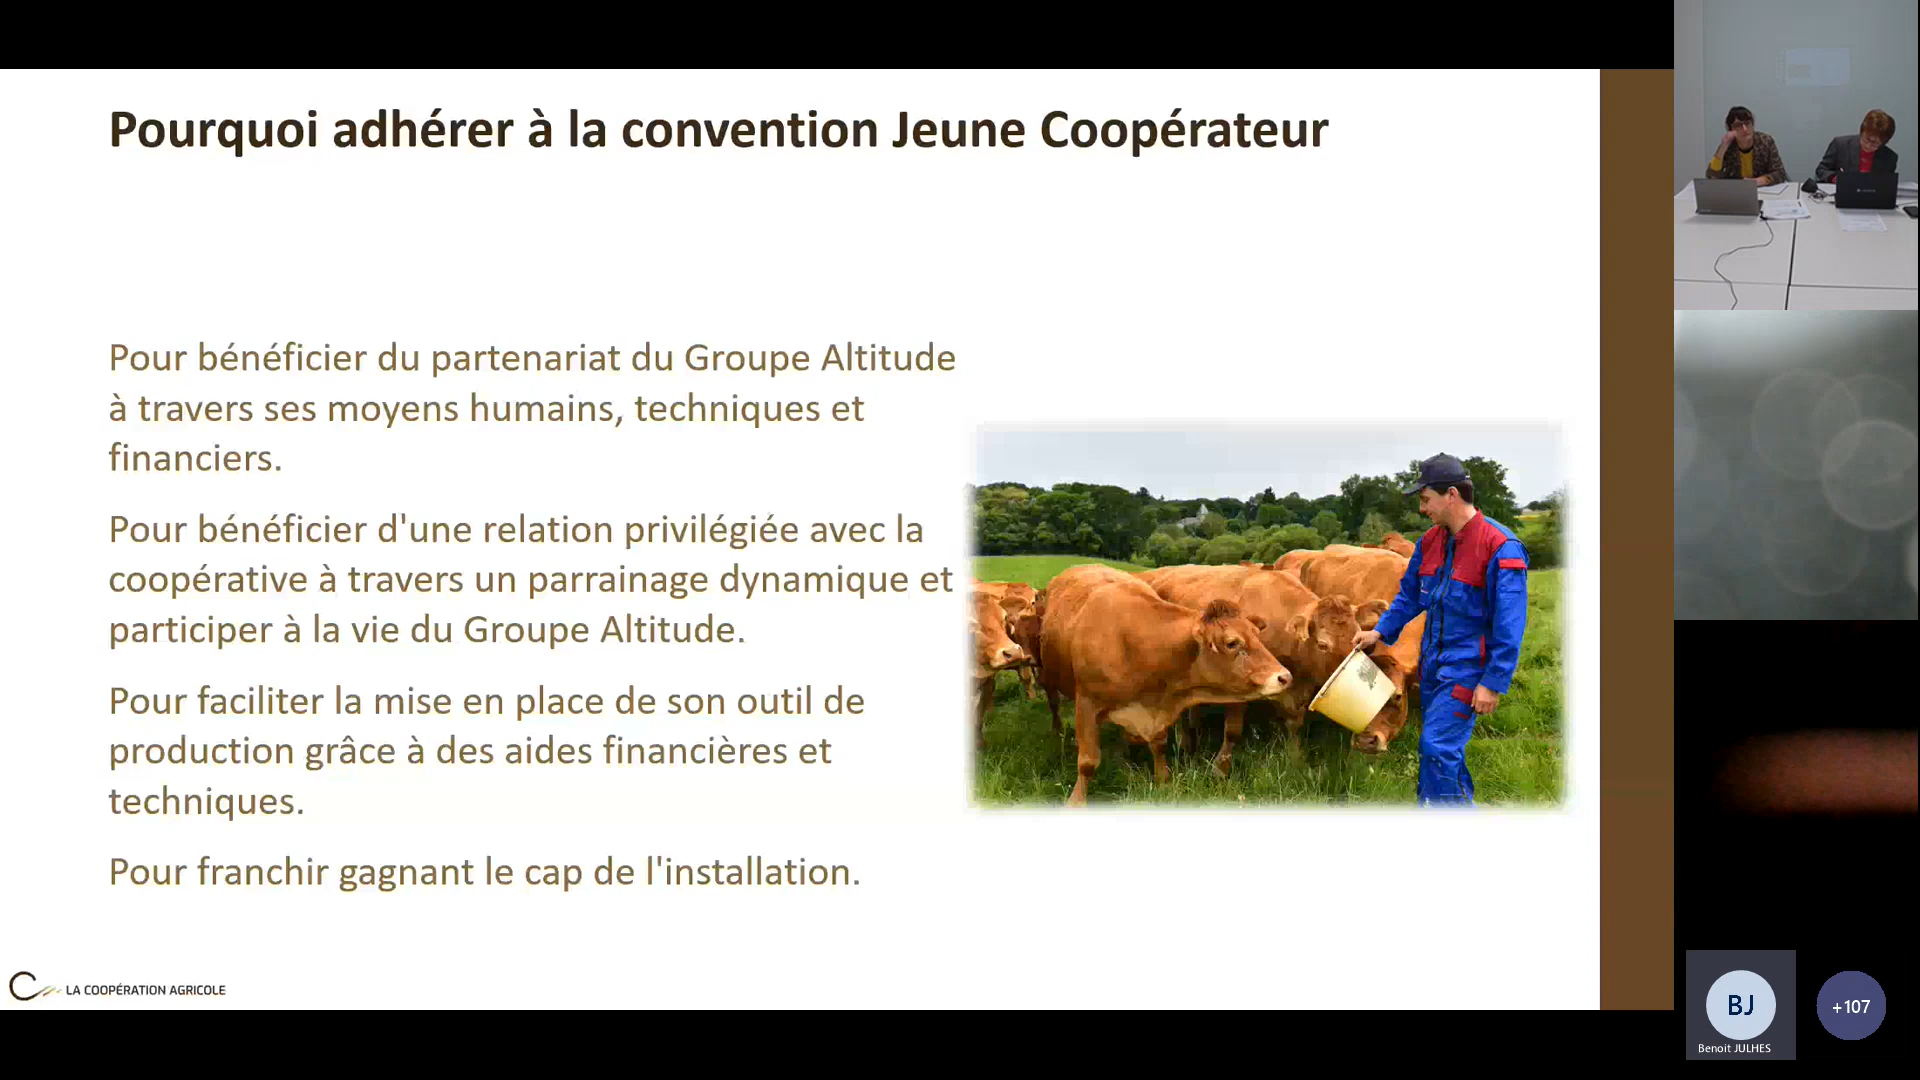 Pourquoi adhérer à la convention Jeune Coopérateur
Pour bénéficier du partenariat du Groupe Altitude
à travers ses moyens humains, techniques et
financiers.
Pour bénéficier d'une relation privilégiée avec la
coopérative à travers un parrainage dynamique et
participer à la vie du Groupe Altitude.
Pour faciliter la mise en place de son outil de
production grâce à des aides financières et
techniques.
Pour franchir gagnant le cap de l'installation.
LA COOPÉRATION AGRICOLE
BJ
Benoit JULHES
+107